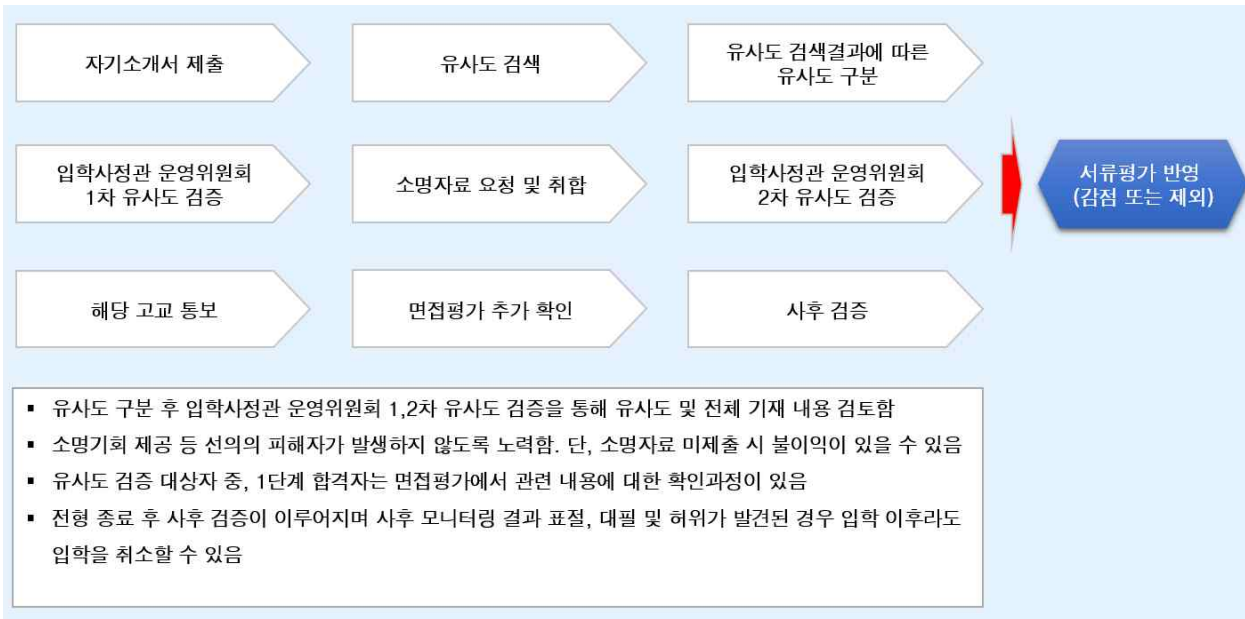 자기소개서 제출
유사도 검색
유사도 검색결과에 따른
유사도 구분
입학사정관 운영위원회
1차 유사도 검증
소명자료 요청 및 취합
입학사정관 운영위원회
2차 유사도 검증
서류평가 반영
(감점 또는 제외)
해당 고교 통보
면접평가 추가 확인
사후 검증
▪ 유사도 구분 후 입학사정관 운영위원회 1,2차 유사도 검증을 통해 유사도 및 전체 기재 내용 검토함
▪ 소명기회 제공 등 선의의 피해자가 발생하지 않도록 노력함. 단, 소명자료 미제출 시 불이익이 있을 수 있음
▪ 유사도 검증 대상자 중, 1단계 합격자는 면접평가에서 관련 내용에 대한 확인과정이 있음
▪ 전형 종료 후 사후 검증이 이루어지며 사후 모니터링 결과 표절, 대필 및 허위가 발견된 경우 입학 이후라도
입학을 취소할 수 있음